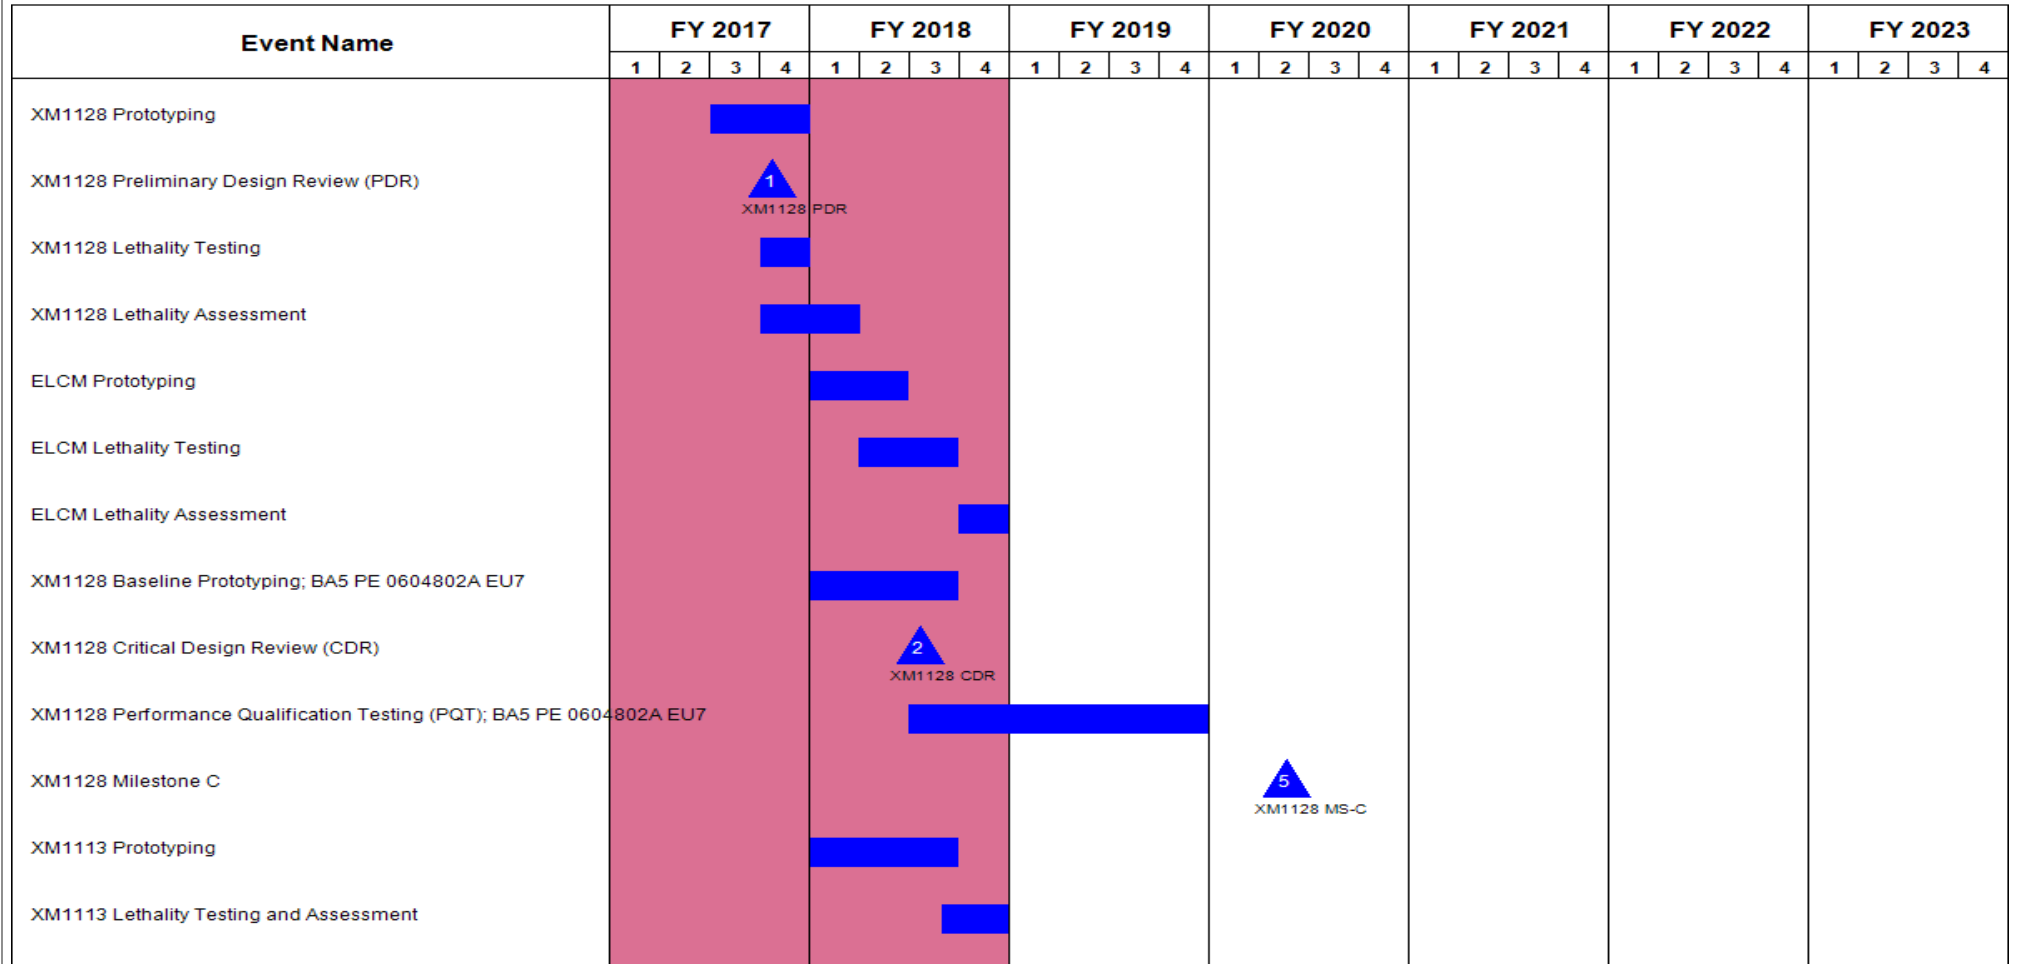 Event Name FY 2017 FY 2018 FY 2019 FY 2020 FY 2021 FY 2022 FY 2023
1 2 3 4 1 2 3 4 1 2 3 4 1 2 3 4 1 2 3 4 1 2 3 4 1 2 3 4
XM1128 Prototyping
XM1128 Preliminary Design Review (PDR) 1
XM1128 PDR
XM1128 Lethality Testing
XM1128 Lethality Assessment
ELCM Prototyping
ELCM Lethality Testing
ELCM Lethality Assessment
XM1128 Baseline Prototyping; BA5 PE 0604802A EU7
XM1128 Critical Design Review (CDR) 2
XM1128 CDR
XM1128 Performance Qualification Testing (PQT); BA5 PE 0604802A EU7
XM1128 Milestone C 5
XM1128 MS-C
XM1113 Prototyping
XM1113 Lethality Testing and Assessment